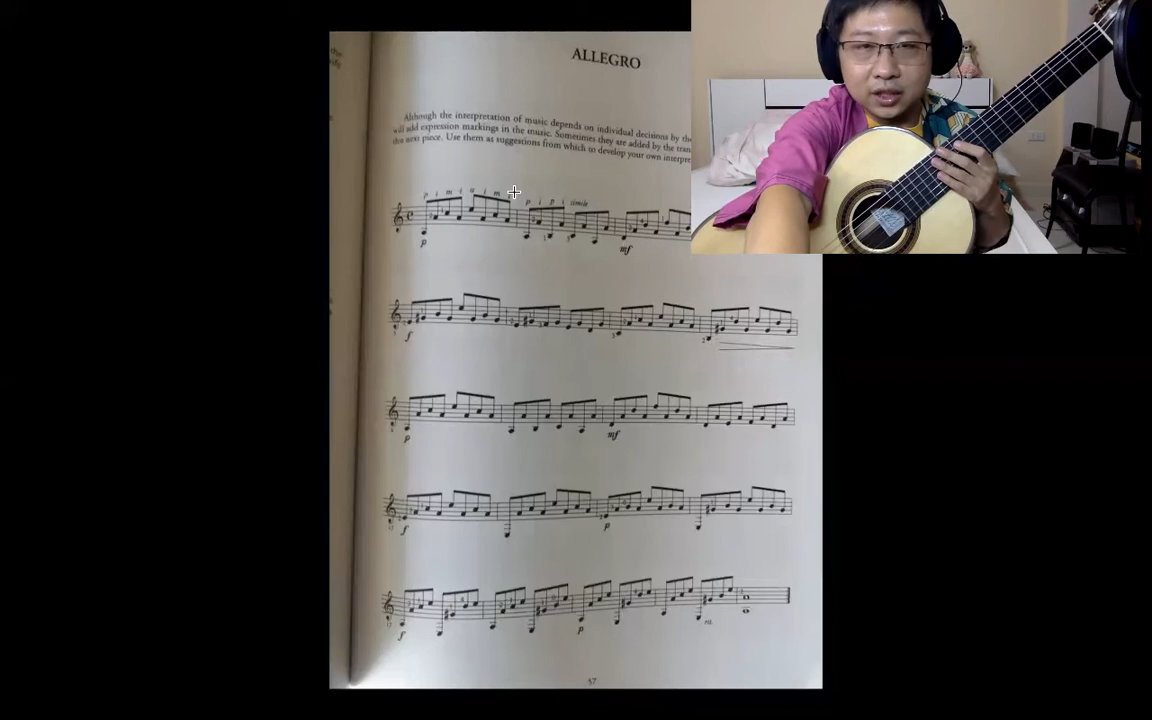 the
ALLEGRO
Although the interpretation of music depends on individual decisions by the
will add expression markings in the music. Sometimes they are added by the tran
this next piece. Use them as suggestions from which to develop your own interpre
p i m i a i m
p i p i simile
p
mf
f
p
mf
f
p
f
p
rit.
57